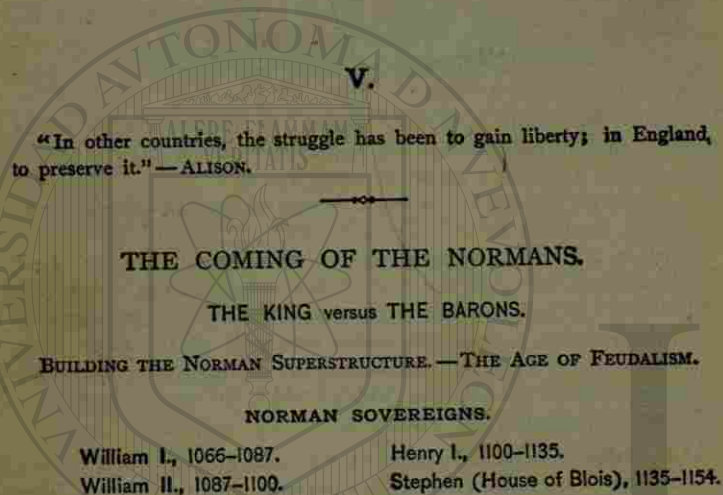 V.
"In other countries, the struggle has been to gain liberty; in England,
to preserve it."—ALISON.
THE COMING OF THE NORMANS.
THE KING versus THE BARONS.
BUILDING THE NORMAN SUPERSTRUCTURE.—THE AGE OF FEUDALISM.
NORMAN SOVEREIGNS.
William I., 1066–1087. Henry I., 1100–1135.
William II., 1087–1100. Stephen (House of Blois), 1135–1154.
ALERE FLAMMAM